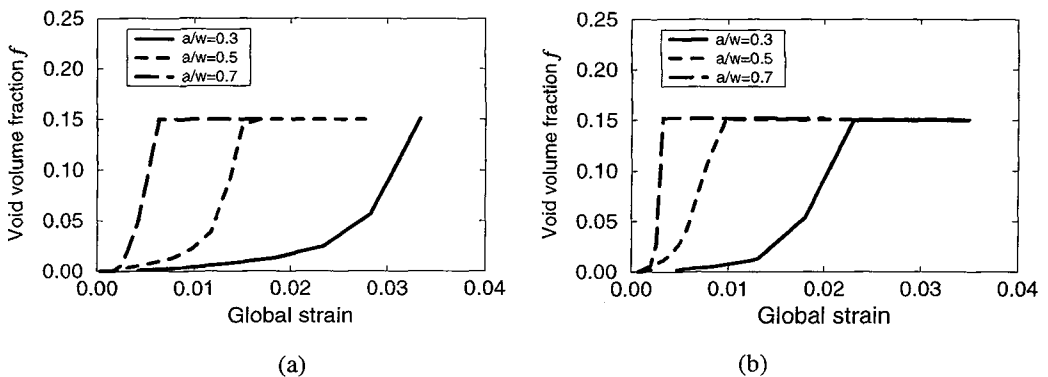 0.25
0.20
0.15
0.10
0.05
0.00
Void volume fraction f
a/w=0.3
a/w=0.5
a/w=0.7
0.00 0.01 0.02 0.03 0.04
Global strain
(a)
0.25
0.20
0.15
0.10
0.05
0.00
Void volume fraction f
a/w=0.3
a/w=0.5
a/w=0.7
0.00 0.01 0.02 0.03 0.04
Global strain
(b)